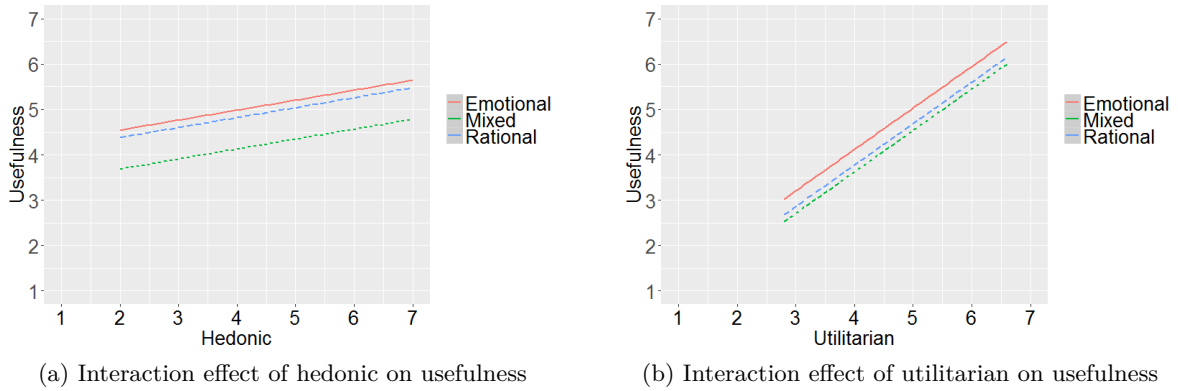 7
6
5
4
3
2
1
Usefulness
1 2 3 4 5 6 7
Hedonic
Emotional
Mixed
Rational
(a) Interaction effect of hedonic on usefulness
7
6
5
4
3
2
1
Usefulness
1 2 3 4 5 6 7
Utilitarian
Emotional
Mixed
Rational
(b) Interaction effect of utilitarian on usefulness